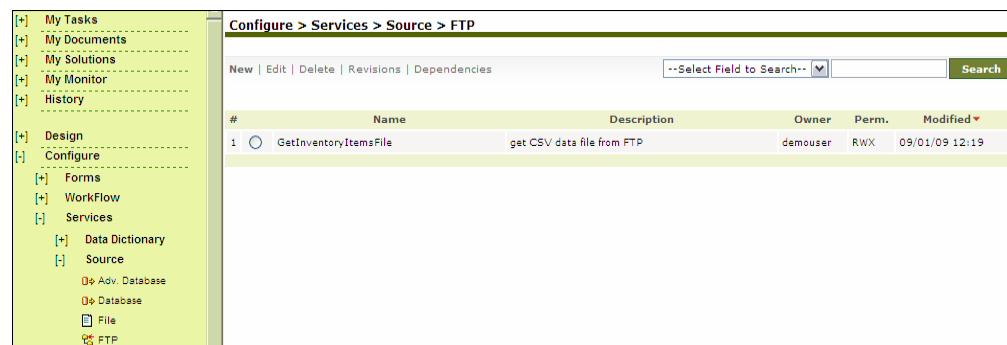 [+] My Tasks
[+] My Documents
[+] My Solutions
[+] My Monitor
[+] History
[+] Design
[-] Configure
[+] Forms
[+] WorkFlow
[-] Services
[+] Data Dictionary
[-] Source
Adv. Database
Database
File
FTP
Configure > Services > Source > FTP
New | Edit | Delete | Revisions | Dependencies
--Select Field to Search-- Search
# Name Description Owner Perm. Modified
1 GetInventoryItemsFile get CSV data file from FTP demouser RWX 09/01/09 12:19